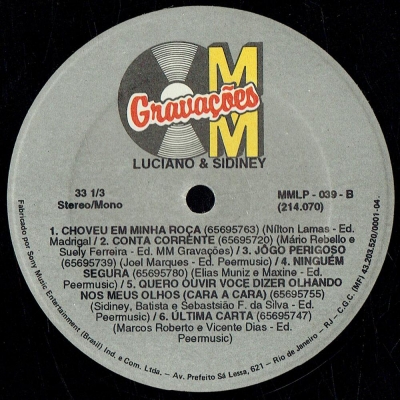 Gravações
MM
LUCIANO & SIDINEY
33 1/3
Stereo/Mono
MMLP - 039 - B
(214.070)
1. CHOVEU EM MINHA ROÇA (65695763) (Nílton Lamas - Ed.
Madrigal / 2. CONTA CORRENTE (65695720) (Mário Rebello e
Suely Ferreira - Ed. MM Gravações) / 3. JOGO PERIGOSO
(65695739) (Joel Marques - Ed. Peermusic) / 4. NINGUÉM
SEGURA (65695780) (Elias Muniz e Maxine - Ed.
Peermusic) / 5. QUERO OUVIR VOCE DIZER OLHANDO
NOS MEUS OLHOS (CARA A CARA) (65695755)
(Sidiney, Batista e Sebastsião F. da Silva - Ed.
Peermusic) / 6. ÚLTIMA CARTA (65695747)
(Marcos Roberto e Vicente Dias - Ed.
Peermusic)
Fabricado por Sony Music Entertainment (Brasil) Ind. e Com. Ltda. - Av. Prefeito Sá Lessa, 621 - Rio de Janeiro - RJ - C.G.C. (MF) 43.203.520/0001-04.